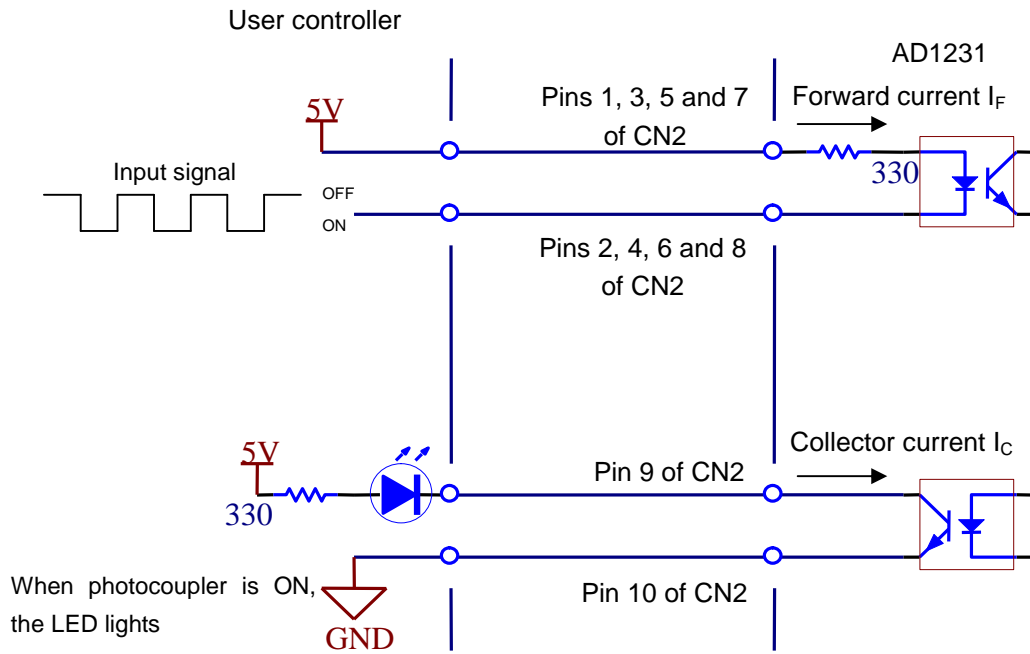 User controller
AD1231
Pins 1, 3, 5 and 7
of CN2
Forward current IF
5V
330
Input signal
OFF
ON
Pins 2, 4, 6 and 8
of CN2
5V
330
Pin 9 of CN2
Collector current IC
When photocoupler is ON,
the LED lights
GND
Pin 10 of CN2